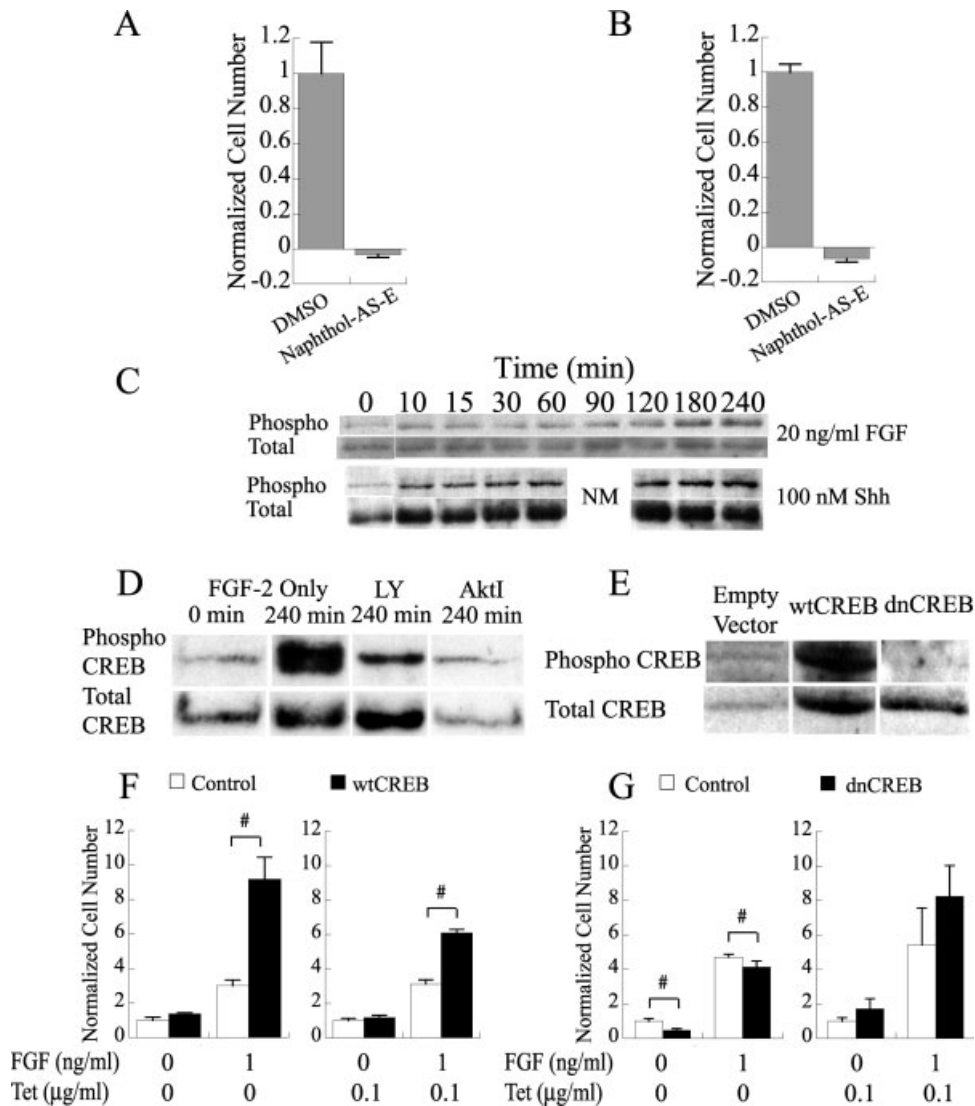 A
B
Normalized Cell Number
1.2
1
0.8
0.6
0.4
0.2
0
-0.2
DMSO
Naphthol-AS-E
Normalized Cell Number
1.2
1
0.8
0.6
0.4
0.2
0
-0.2
DMSO
Naphthol-AS-E
C
Time (min)
0 10 15 30 60 90 120 180 240
Phospho
Total
20 ng/ml FGF
Phospho
Total
NM
100 nM Shh
D
FGF-2 Only LY AktI
0 min 240 min 240 min 240 min
Phospho
CREB
Total
CREB
E
Empty
Vector
wtCREB dnCREB
Phospho CREB
Total CREB
F
Control wtCREB
Normalized Cell Number
12
10
8
6
4
2
0
#
12
10
8
6
4
2
0
#
FGF (ng/ml) 0 1 0 1
Tet (μg/ml) 0 0 0.1 0.1
G
Control dnCREB
Normalized Cell Number
12
10
8
6
4
2
0
#
#
12
10
8
6
4
2
0
0 1 0 1
0 0 0.1 0.1